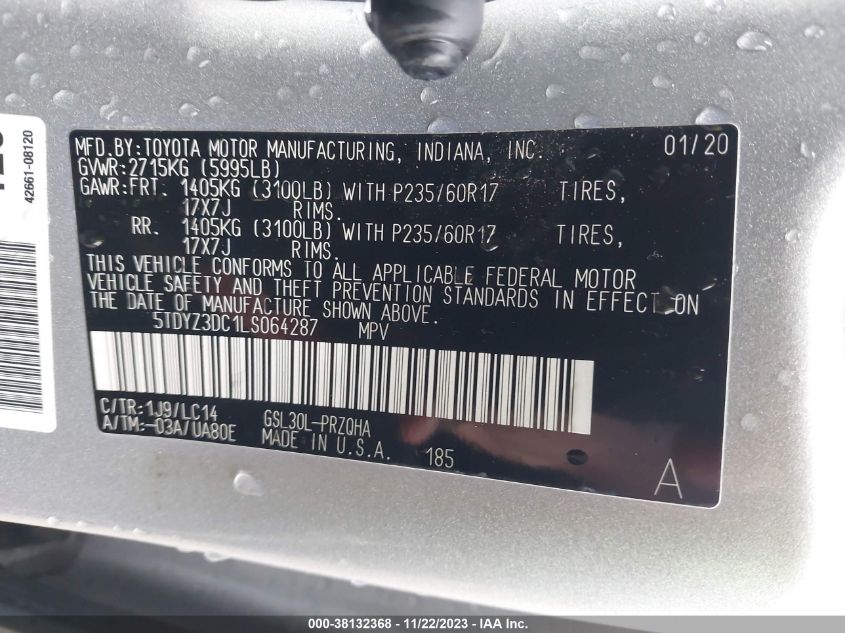 42661-08120
MFD.BY:TOYOTA MOTOR MANUFACTURING, INDIANA, INC. 01/20
GVWR:2715KG (5995LB)
GAWR:FRT. 1405KG (3100LB) WITH P235/60R17 TIRES,
17X7J RIMS.
RR. 1405KG (3100LB) WITH P235/60R17 TIRES,
17X7J RIMS.
THIS VEHICLE CONFORMS TO ALL APPLICABLE FEDERAL MOTOR
VEHICLE SAFETY AND THEFT PREVENTION STANDARDS IN EFFECT ON
THE DATE OF MANUFACTURE SHOWN ABOVE.
5TDYZ3DC1LS064287 MPV
C/TR:1J9/LC14 GSL30L-PRZQHA
A/TM:-03A/UA80E MADE IN U.S.A. 185
A
000-38132368 - 11/22/2023 - IAA Inc.